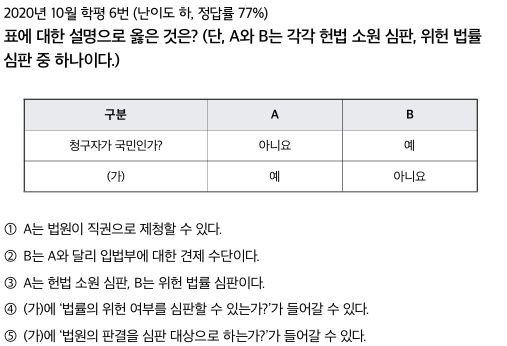 2020년 10월 학평 6번 (난이도 하, 정답률 77%)
표에 대한 설명으로 옳은 것은? (단, A와 B는 각각 헌법 소원 심판, 위헌 법률
심판 중 하나이다.)
구분 A B
청구자가 국민인가? 아니요 예
(가) 예 아니요
① A는 법원이 직권으로 제청할 수 있다.
② B는 A와 달리 입법부에 대한 견제 수단이다.
③ A는 헌법 소원 심판, B는 위헌 법률 심판이다.
④ (가)에 ‘법률의 위헌 여부를 심판할 수 있는가?’가 들어갈 수 있다.
⑤ (가)에 ‘법원의 판결을 심판 대상으로 하는가?’가 들어갈 수 있다.